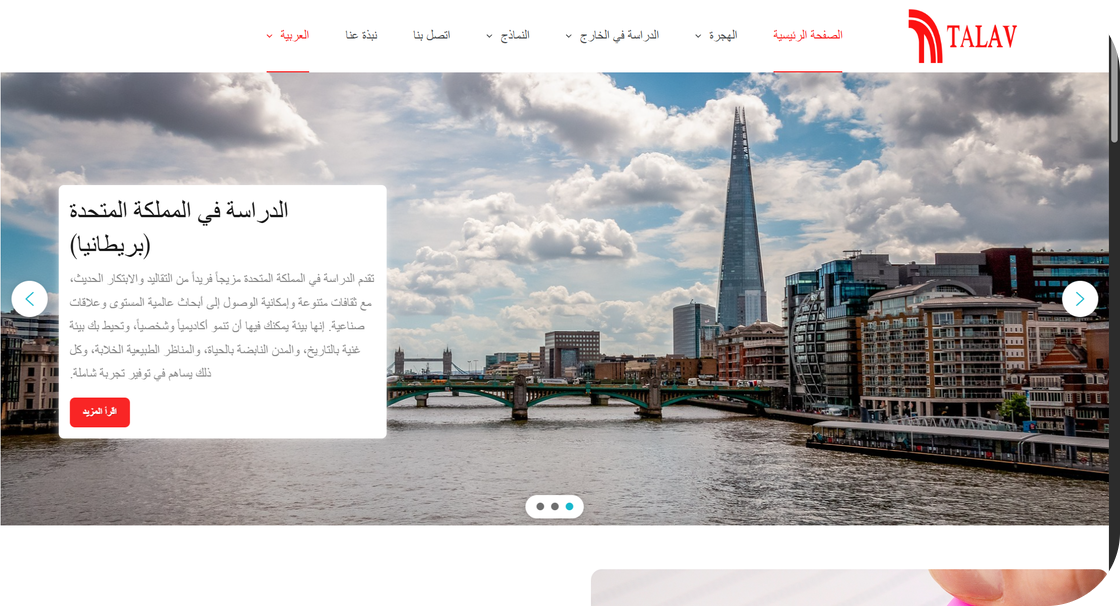 TALAV
الصفحة الرئيسية
الهجرة
الدراسة في الخارج
النماذج
اتصل بنا
نبذة عنا
العربية
الدراسة في المملكة المتحدة
(بريطانيا)
تقدم الدراسة في المملكة المتحدة مزيجاً فريداً من التقاليد والابتكار الحديث،
مع ثقافات متنوعة وإمكانية الوصول إلى أبحاث عالمية المستوى وعلاقات
صناعية. إنها بيئة يمكنك فيها أن تنمو أكاديمياً وشخصياً، وتحيط بك بيئة
غنية بالتاريخ، والمدن النابضة بالحياة، والمناظر الطبيعية الخلابة، وكل
ذلك يساهم في توفير تجربة شاملة.
اقرأ المزيد